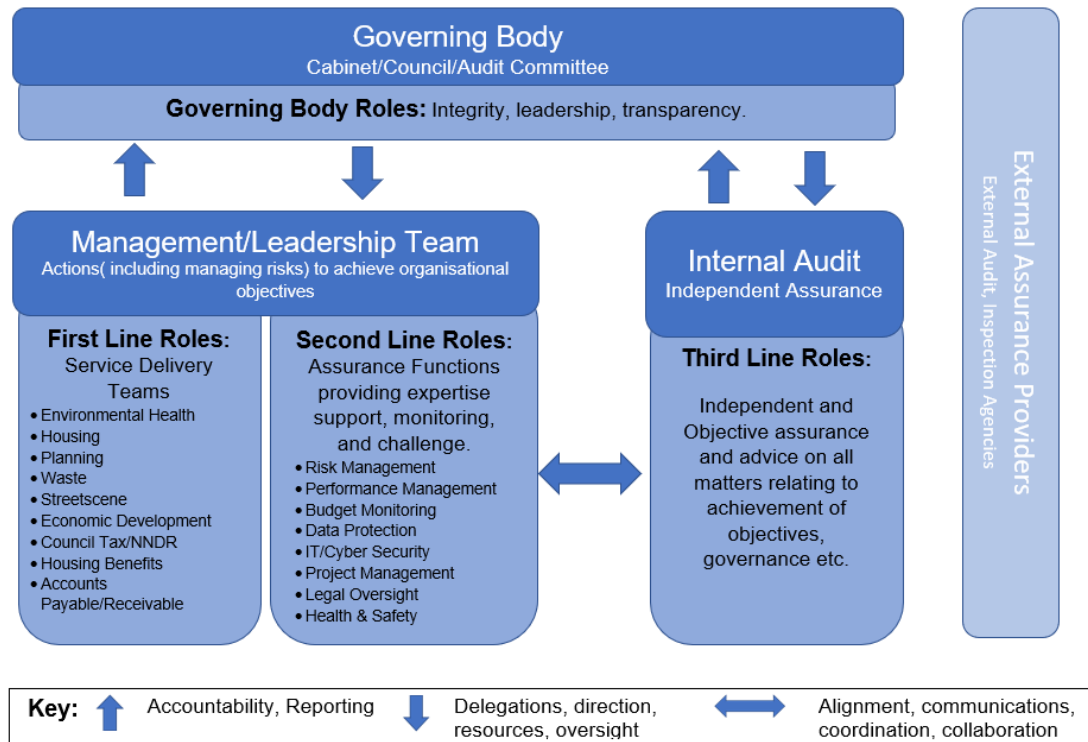 Governing Body
Cabinet/Council/Audit Committee
Governing Body Roles: Integrity, leadership, transparency.
Management/Leadership Team
Actions( including managing risks) to achieve organisational
objectives
First Line Roles:
Service Delivery
Teams
• Environmental Health
• Housing
• Planning
• Waste
• Streetscene
• Economic Development
• Council Tax/NNDR
• Housing Benefits
• Accounts
Payable/Receivable
Second Line Roles:
Assurance Functions
providing expertise
support, monitoring,
and challenge.
• Risk Management
• Performance Management
• Budget Monitoring
• Data Protection
• IT/Cyber Security
• Project Management
• Legal Oversight
• Health & Safety
Internal Audit
Independent Assurance
Third Line Roles:
Independent and
Objective assurance
and advice on all
matters relating to
achievement of
objectives,
governance etc.
External Assurance Providers
External Audit, Inspection Agencies
Key:
Accountability, Reporting
Delegations, direction,
resources, oversight
Alignment, communications,
coordination, collaboration